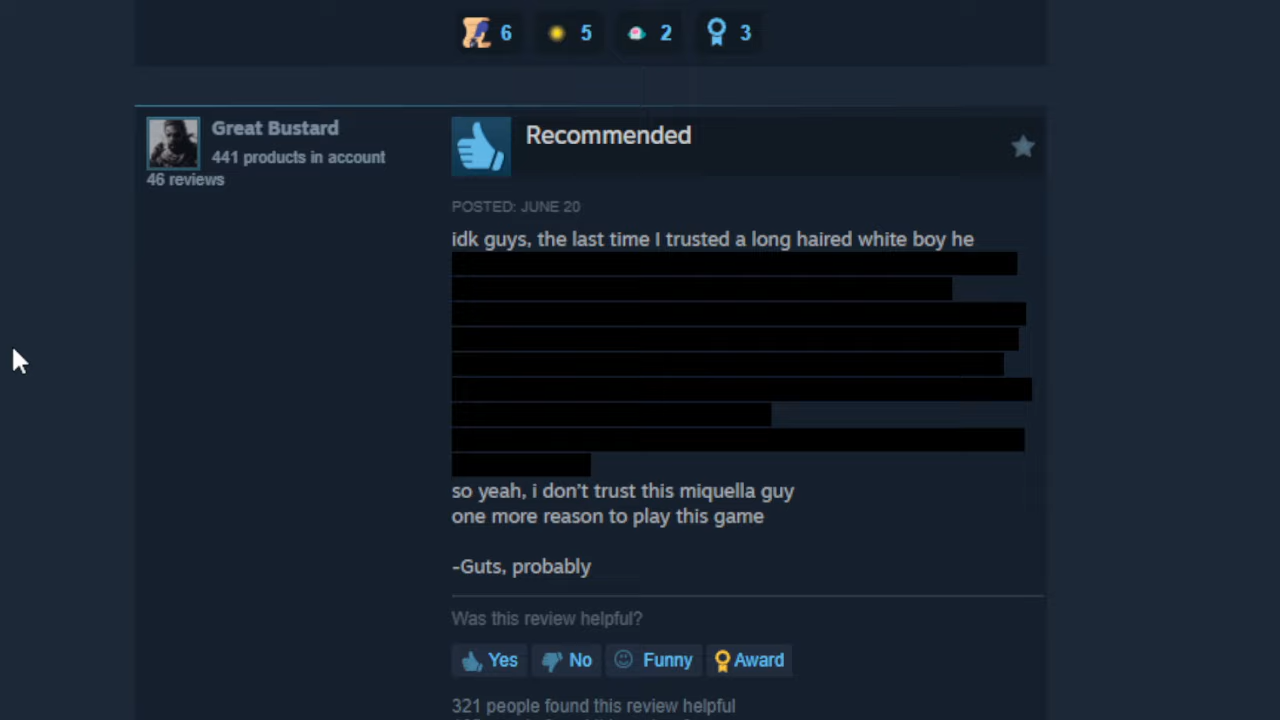 6 5 2 3
Great Bustard
441 products in account
46 reviews
Recommended
POSTED: JUNE 20
idk guys, the last time I trusted a long haired white boy he
so yeah, i don't trust this miquella guy
one more reason to play this game
-Guts, probably
Was this review helpful?
Yes No Funny Award
321 people found this review helpful